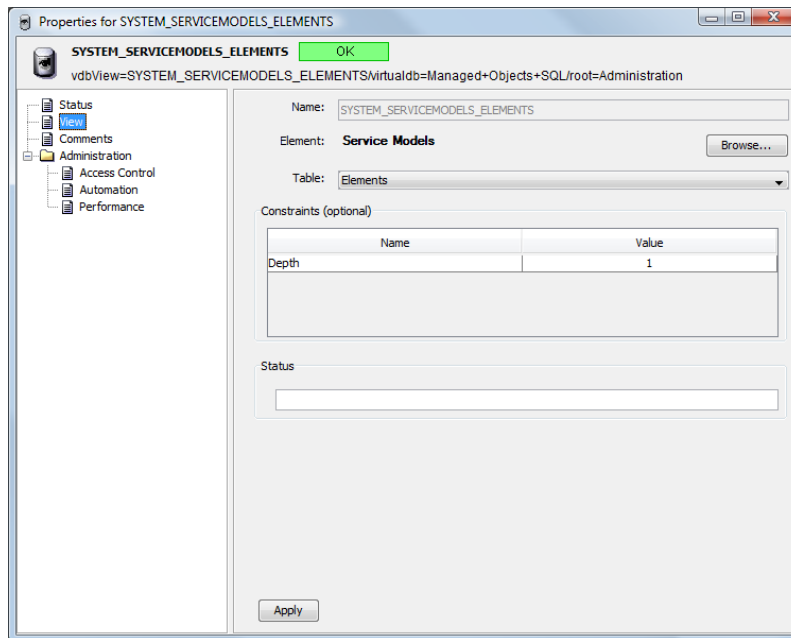 Properties for SYSTEM_SERVICEMODELS_ELEMENTS
SYSTEM_SERVICEMODELS_ELEMENTS OK
vdbView=SYSTEM_SERVICEMODELS_ELEMENTS/virtualdb=Managed+Objects+SQL/root=Administration
Status
View
Comments
Administration
Access Control
Automation
Performance
Name: SYSTEM_SERVICEMODELS_ELEMENTS
Element: Service Models Browse...
Table: Elements
Constraints (optional)
Name Value
Depth 1
Status
Apply